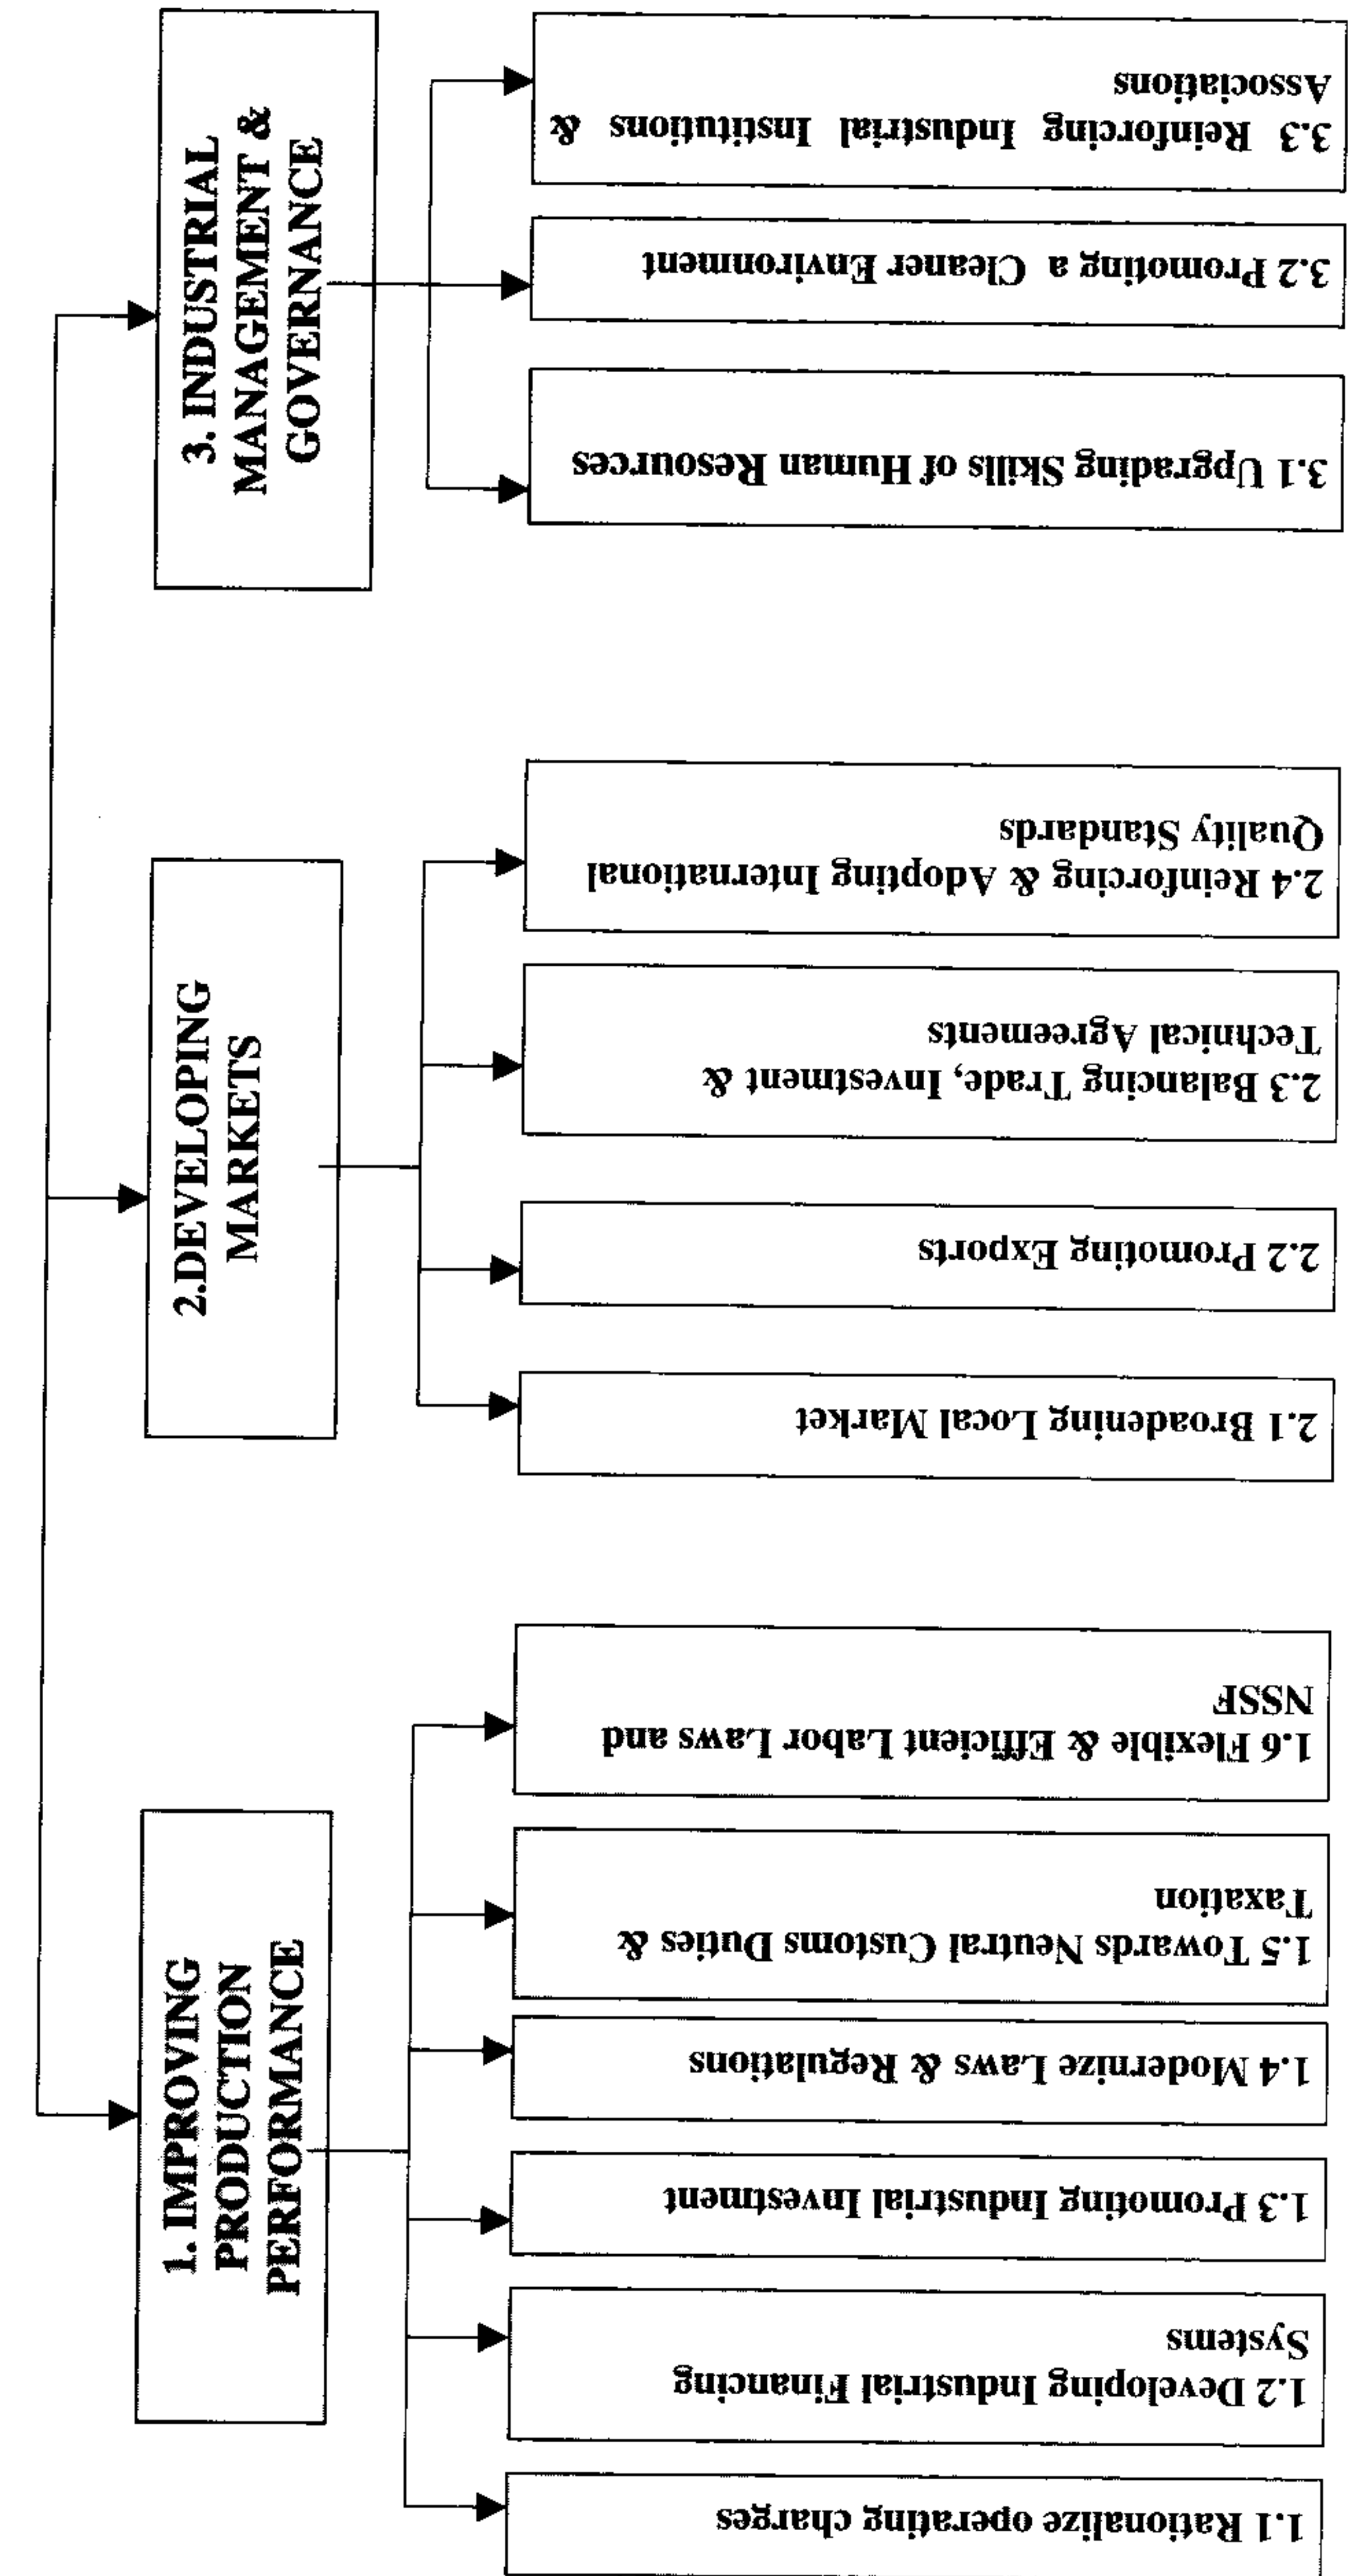 1. IMPROVING
PRODUCTION
PERFORMANCE
1.1 Rationalize operating charges
1.2 Developing Industrial Financing
Systems
1.3 Promoting Industrial Investment
1.4 Modernize Laws & Regulations
1.5 Towards Neutral Customs Duties &
Taxation
1.6 Flexible & Efficient Labor Laws and
NSSF
2.DEVELOPING
MARKETS
2.1 Broadening Local Market
2.2 Promoting Exports
2.3 Balancing Trade, Investment &
Technical Agreements
2.4 Reinforcing & Adopting International
Quality Standards
3. INDUSTRIAL
MANAGEMENT &
GOVERNANCE
3.1 Upgrading Skills of Human Resources
3.2 Promoting a Cleaner Environment
3.3 Reinforcing Industrial Institutions &
Associations